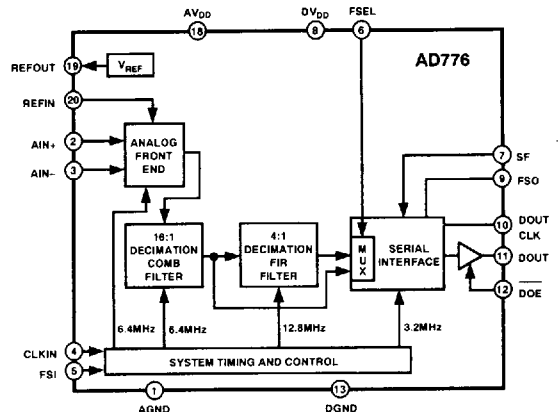 AVDD
DVDD
FSEL
18
8
6
AD776
REFOUT
19
VREF
REFIN
20
AIN+
2
AIN–
3
ANALOG
FRONT
END
7
SF
9
FSO
16:1
DECIMATION
COMB
FILTER
4:1
DECIMATION
FIR
FILTER
MUX
SERIAL
INTERFACE
10
DOUT
CLK
11
DOUT
12
DOE
6.4MHz
6.4MHz
12.8MHz
3.2MHz
CLKIN
4
FSI
5
SYSTEM TIMING AND CONTROL
1
13
AGND
DGND